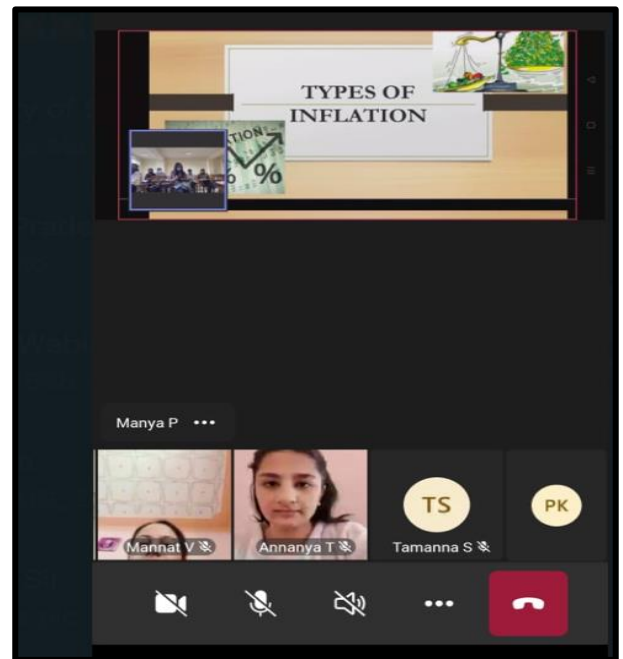 TYPES OF
INFLATION
%
%
Manya P •••
Mannat V
Annanya T
Tamanna S
TS
PK